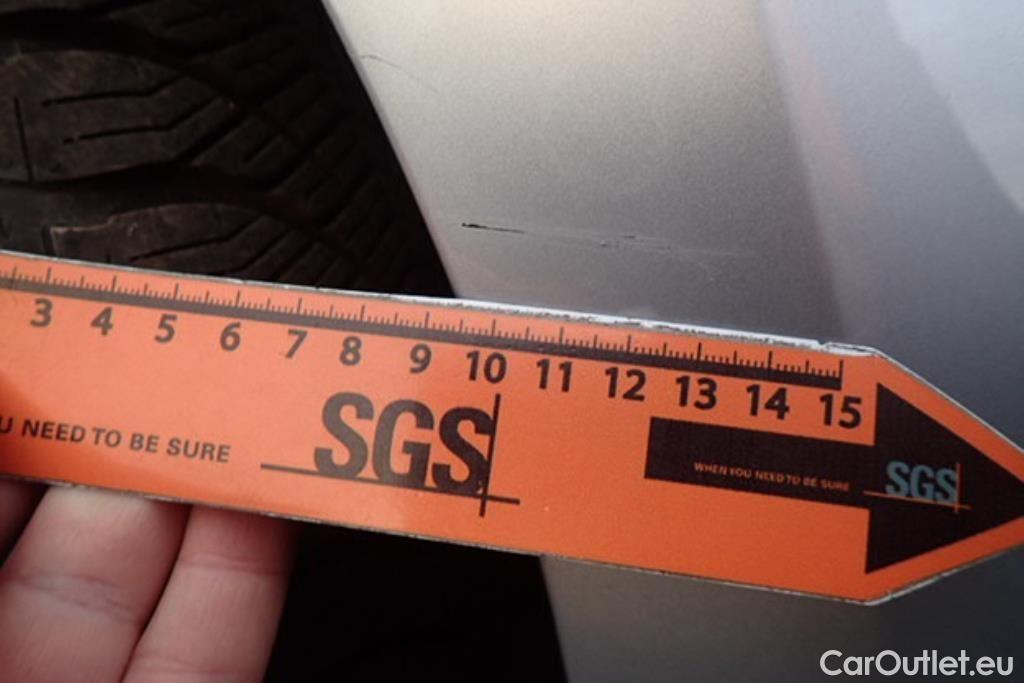 3 4 5 6 7 8 9 10 11 12 13 14 15
U NEED TO BE SURE
SGS
WHEN YOU NEED TO BE SURE
SGS
CarOutlet.eu